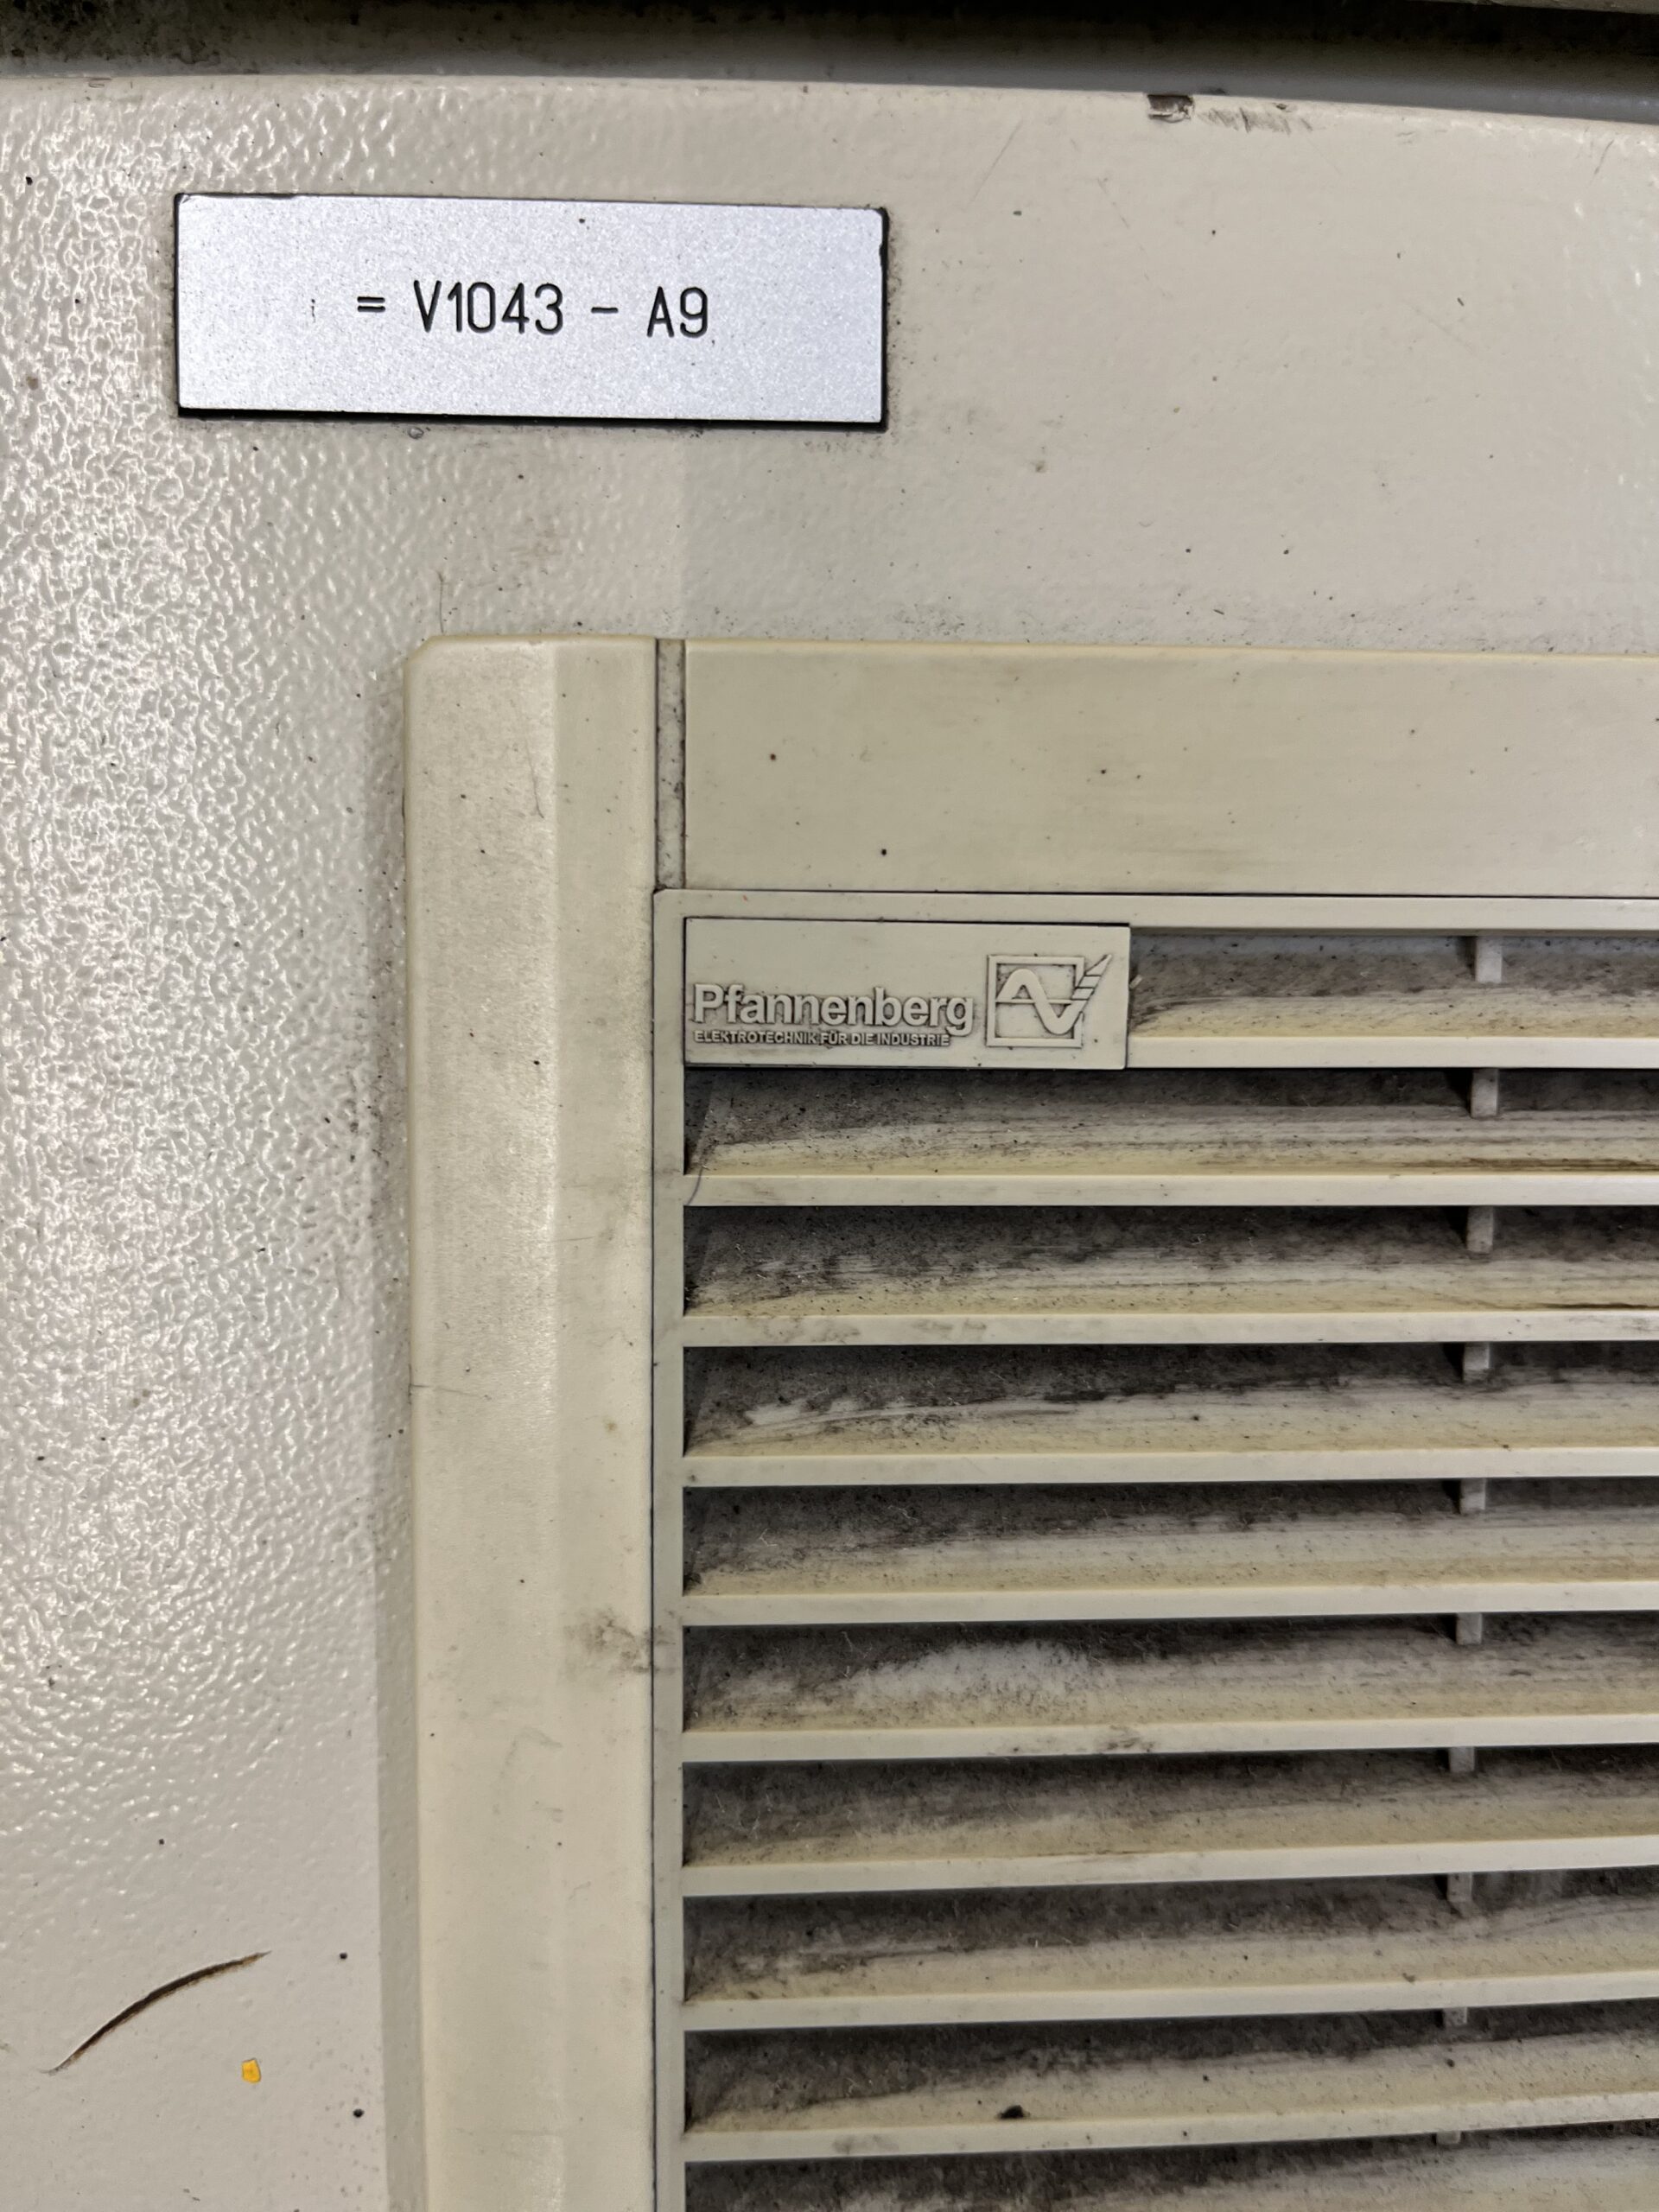 = V1043 - A9
Pfannenberg
ELEKTROTECHNIK FÜR DIE INDUSTRIE